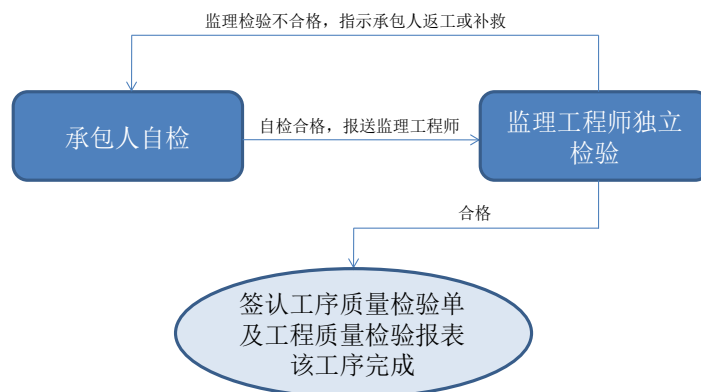 监理检验不合格，指示承包人返工或补救
承包人自检
自检合格，报送监理工程师
监理工程师独立
检验
合格
签认工序质量检验单
及工程质量检验报表
该工序完成